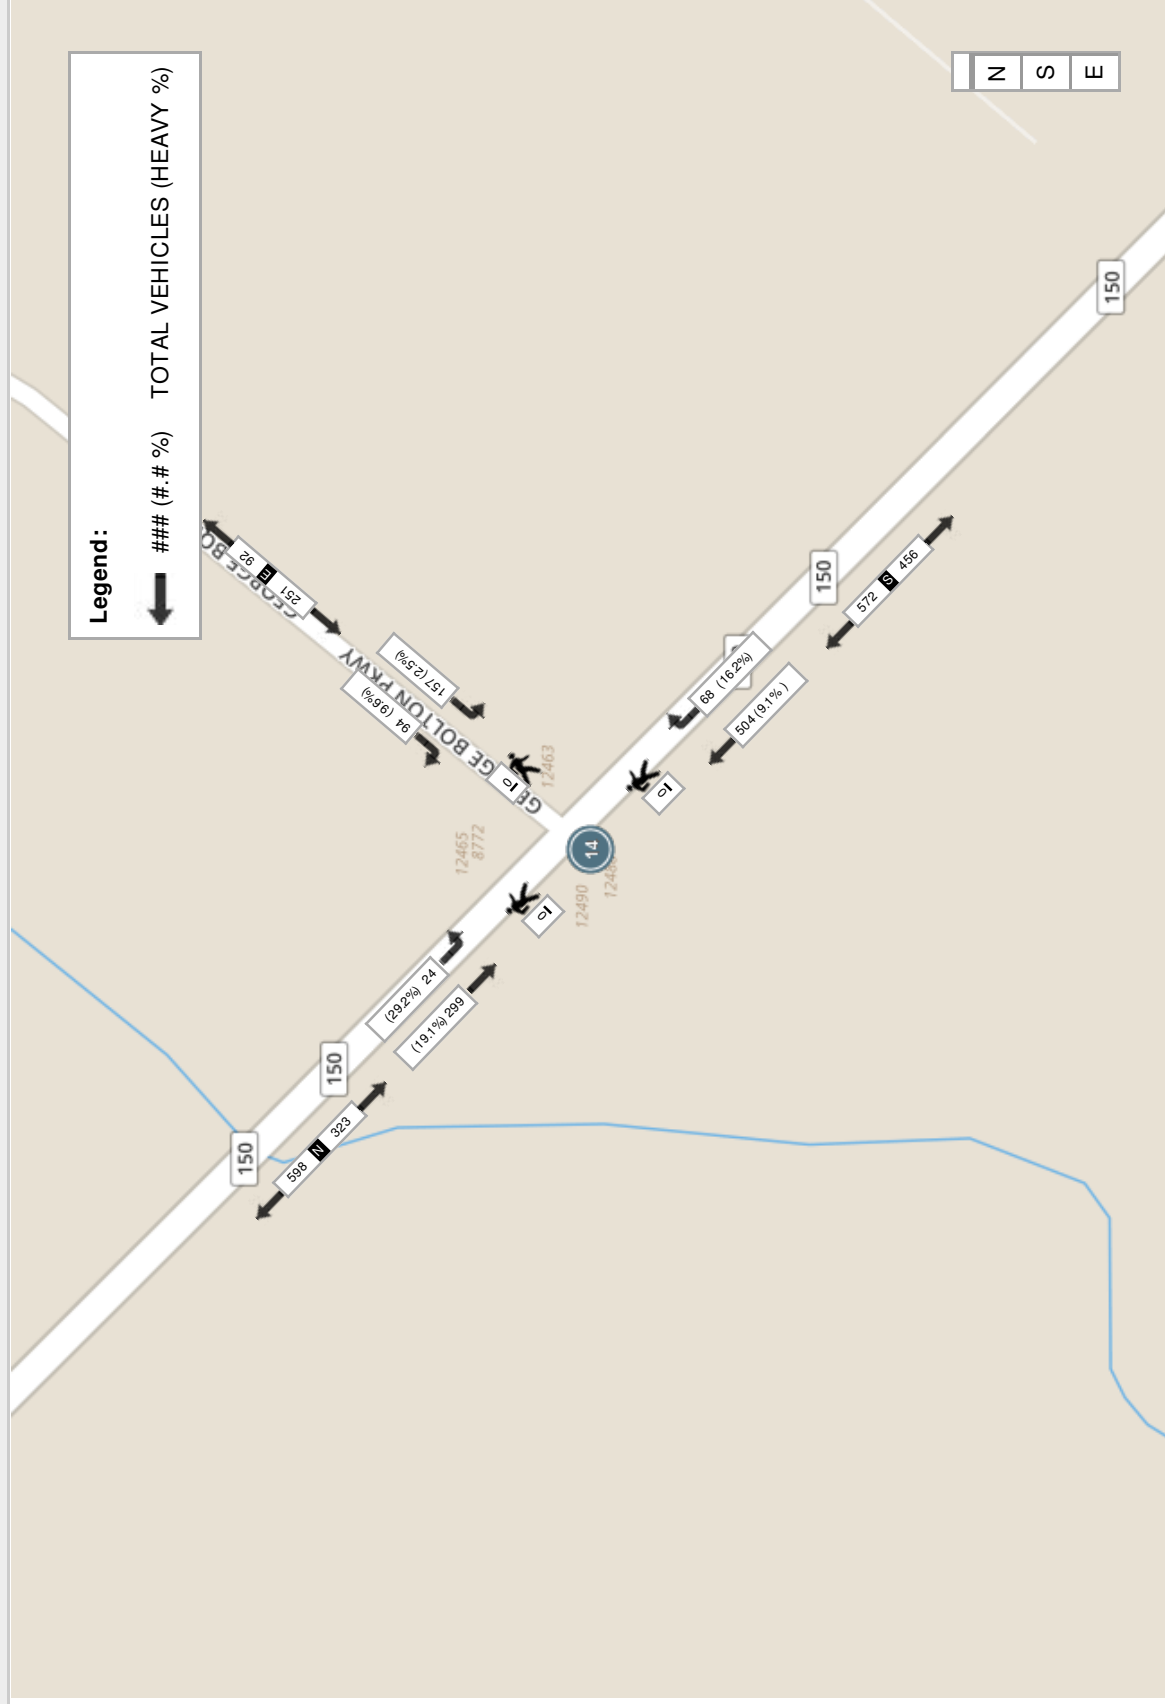 Legend:
### (#.# %) TOTAL VEHICLES (HEAVY %)
N
S
E
150
150
150
150
598 N 323
(29.2%) 24
(19.1%) 299
0
0
0
14
12465
8772
12463
12490
92 E 251
157 (2.5%)
94 (9.6%)
GE BOLTON PKWY
68 (16.2%)
504 (9.1% )
572 S 456